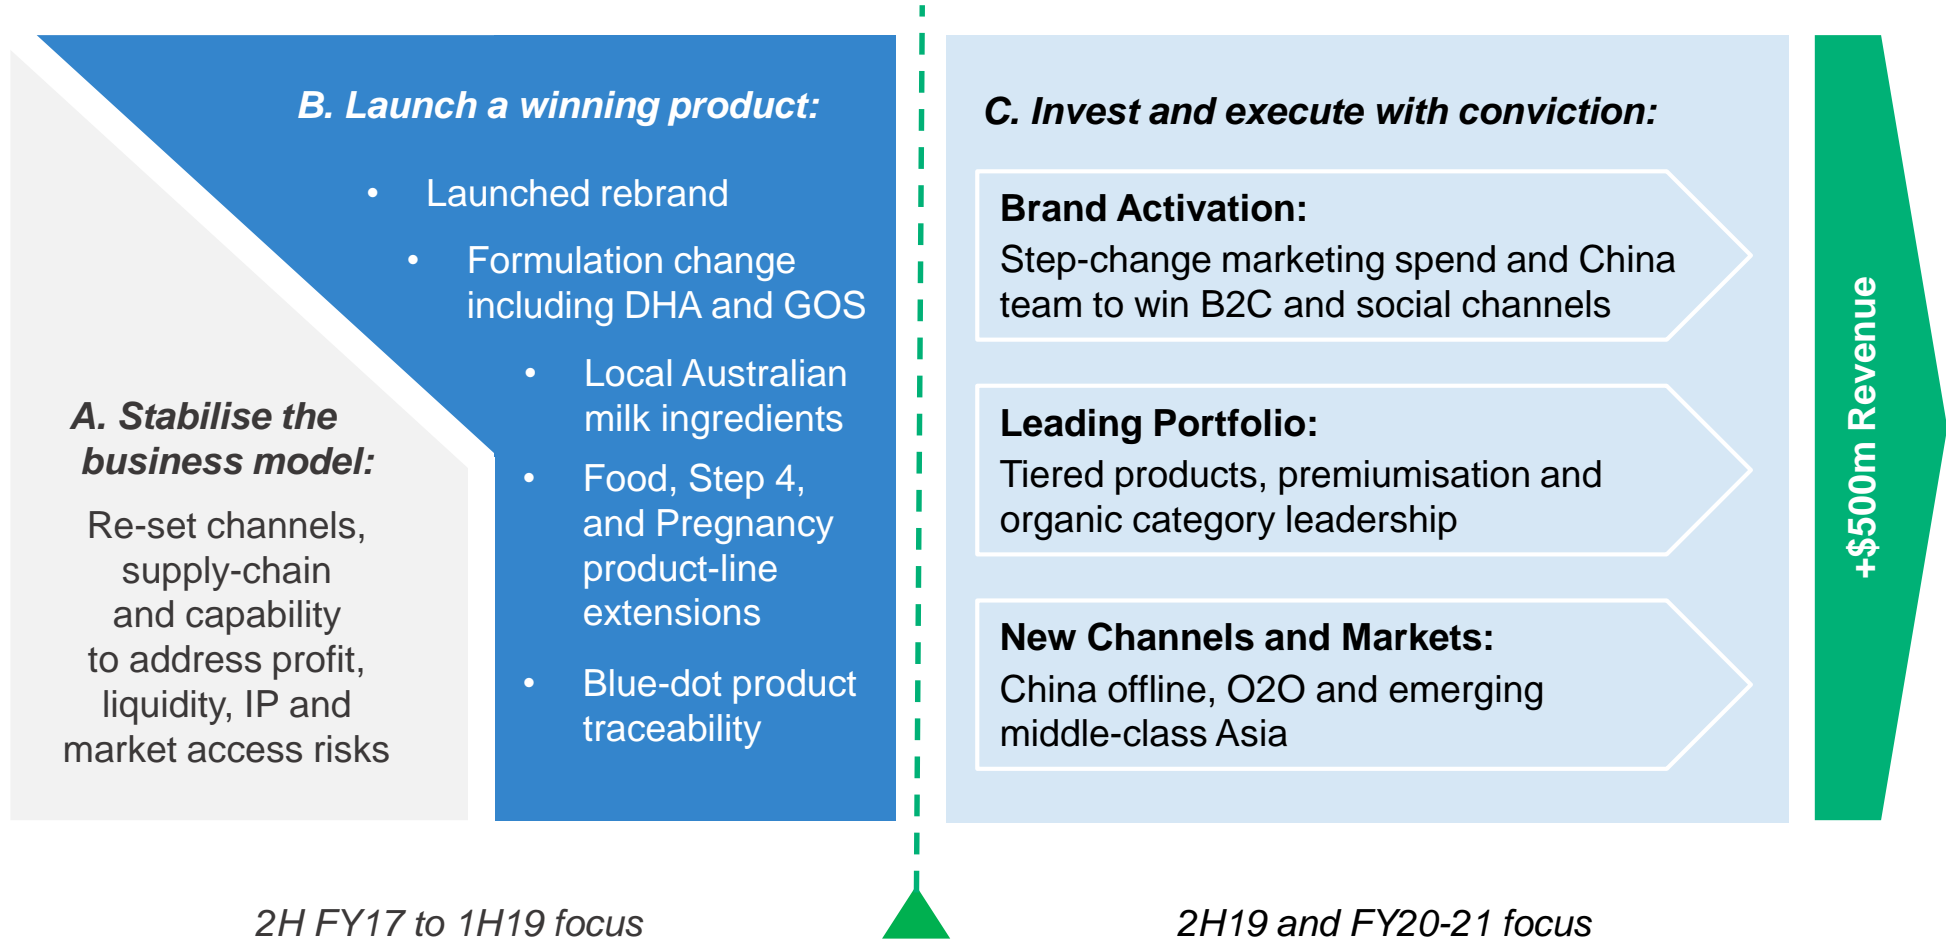 A. Stabilise the
business model:
Re-set channels,
supply-chain
and capability
to address profit,
liquidity, IP and
market access risks
B. Launch a winning product:
• Launched rebrand
• Formulation change
including DHA and GOS
• Local Australian
milk ingredients
• Food, Step 4,
and Pregnancy
product-line
extensions
• Blue-dot product
traceability
C. Invest and execute with conviction:
Brand Activation:
Step-change marketing spend and China
team to win B2C and social channels
Leading Portfolio:
Tiered products, premiumisation and
organic category leadership
New Channels and Markets:
China offline, O2O and emerging
middle-class Asia
+$500m Revenue
2H FY17 to 1H19 focus
2H19 and FY20-21 focus